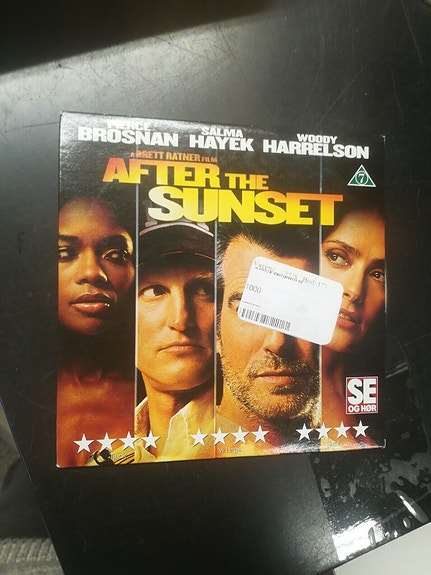 PIERCE BROSNAN
SALMA HAYEK
WOODY HARRELSON
A BRETT RATNER FILM
AFTER THE
SUNSET
7
1000
SE
OG HØR